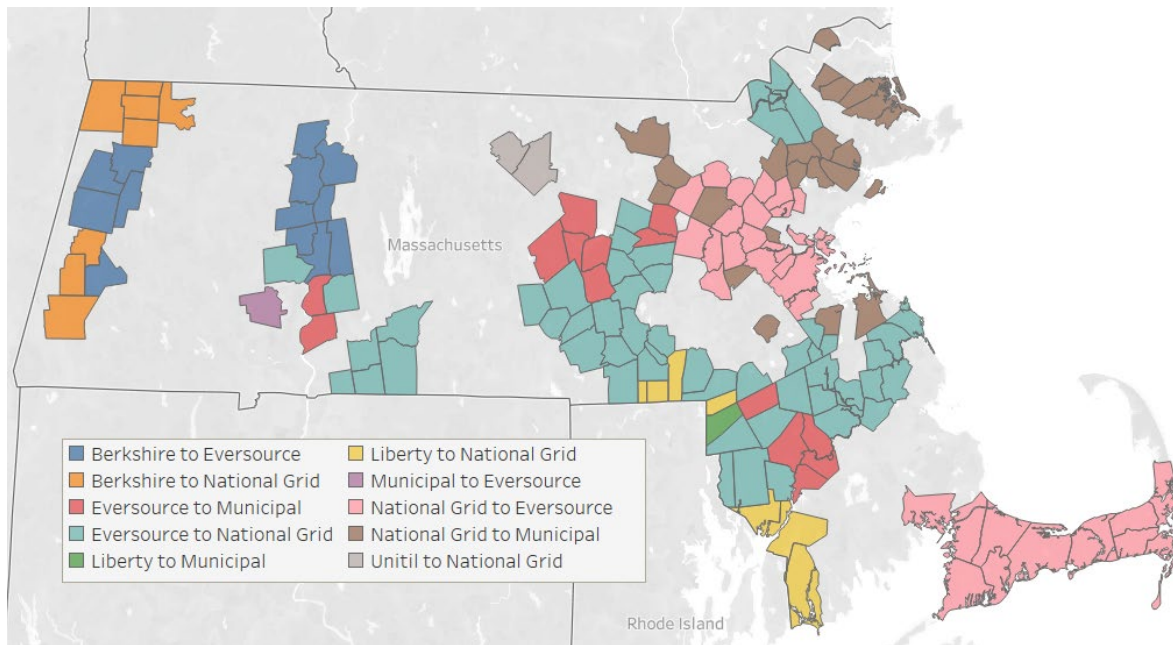 Massachusetts
Berkshire to Eversource
Berkshire to National Grid
Eversource to Municipal
Eversource to National Grid
Liberty to Municipal
Liberty to National Grid
Municipal to Eversource
National Grid to Eversource
National Grid to Municipal
Unitil to National Grid
Rhode Island